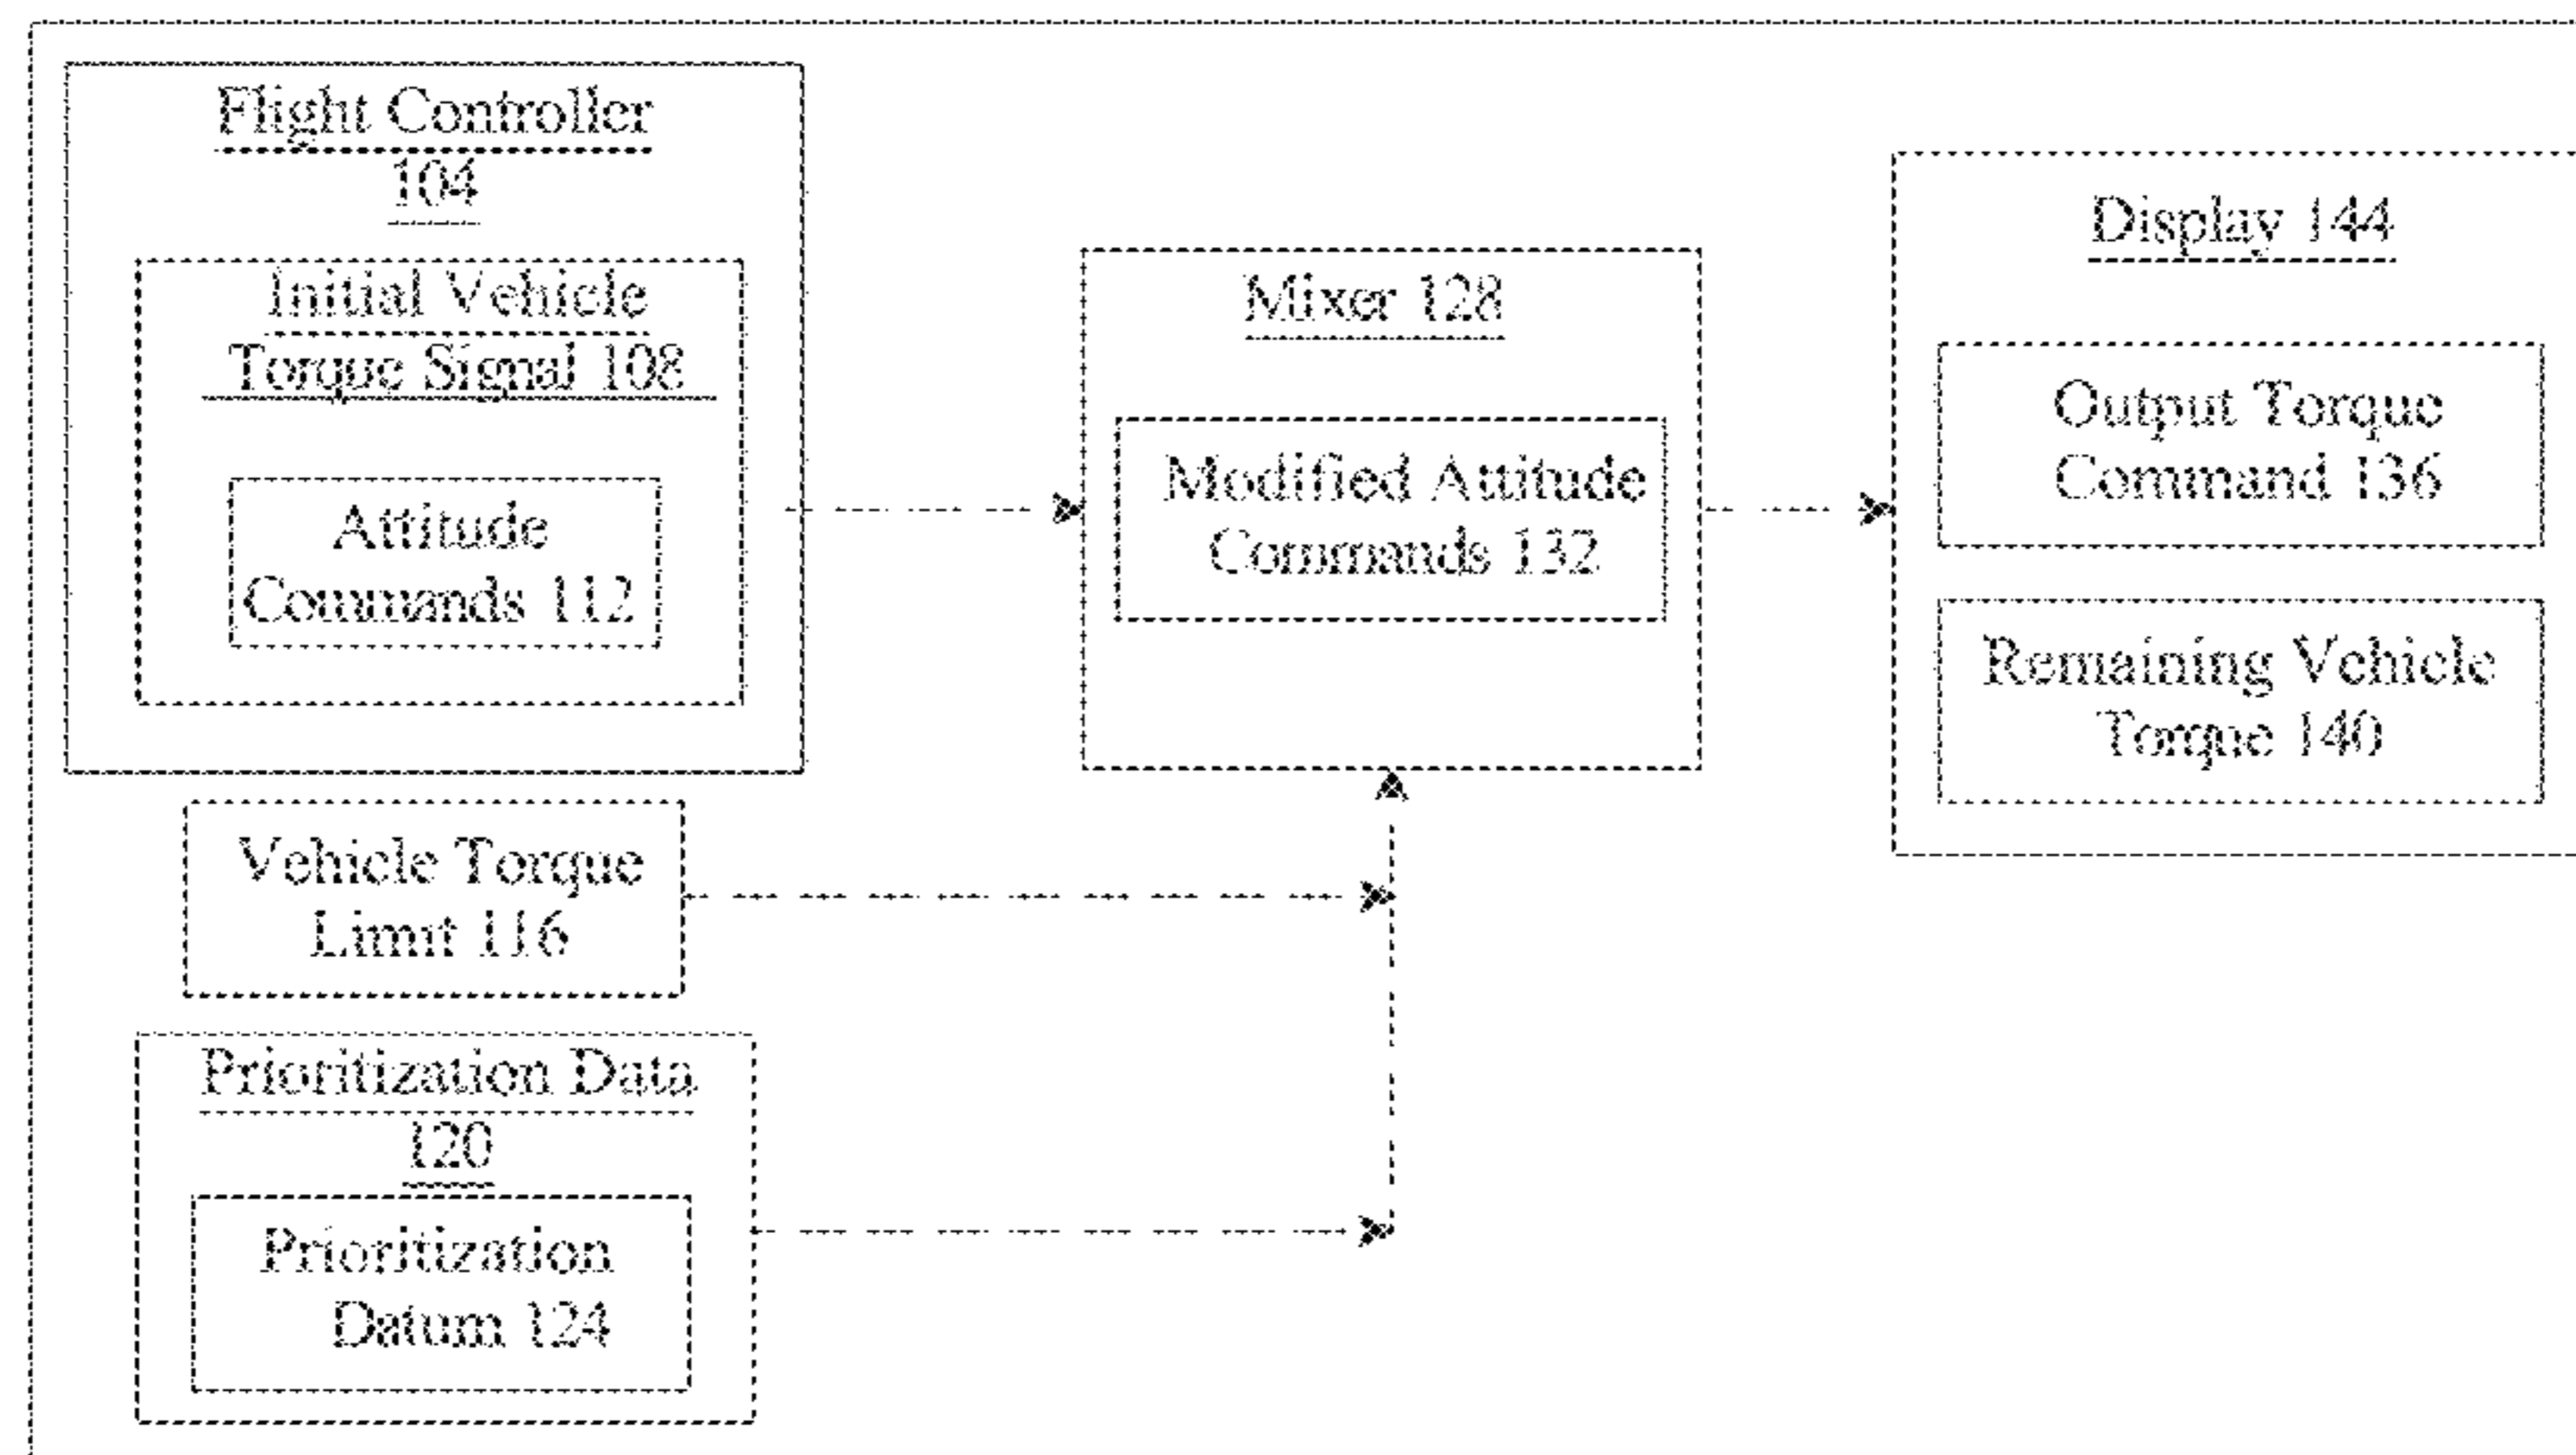 Flight Controller
104
Initial Vehicle
Torque Signal 108
Attitude
Commands 112
Vehicle Torque
Limit 116
Prioritization Data
120
Prioritization
Datum 124
Mixer 128
Modified Attitude
Commands 132
Display 144
Output Torque
Command 136
Remaining Vehicle
Torque 140